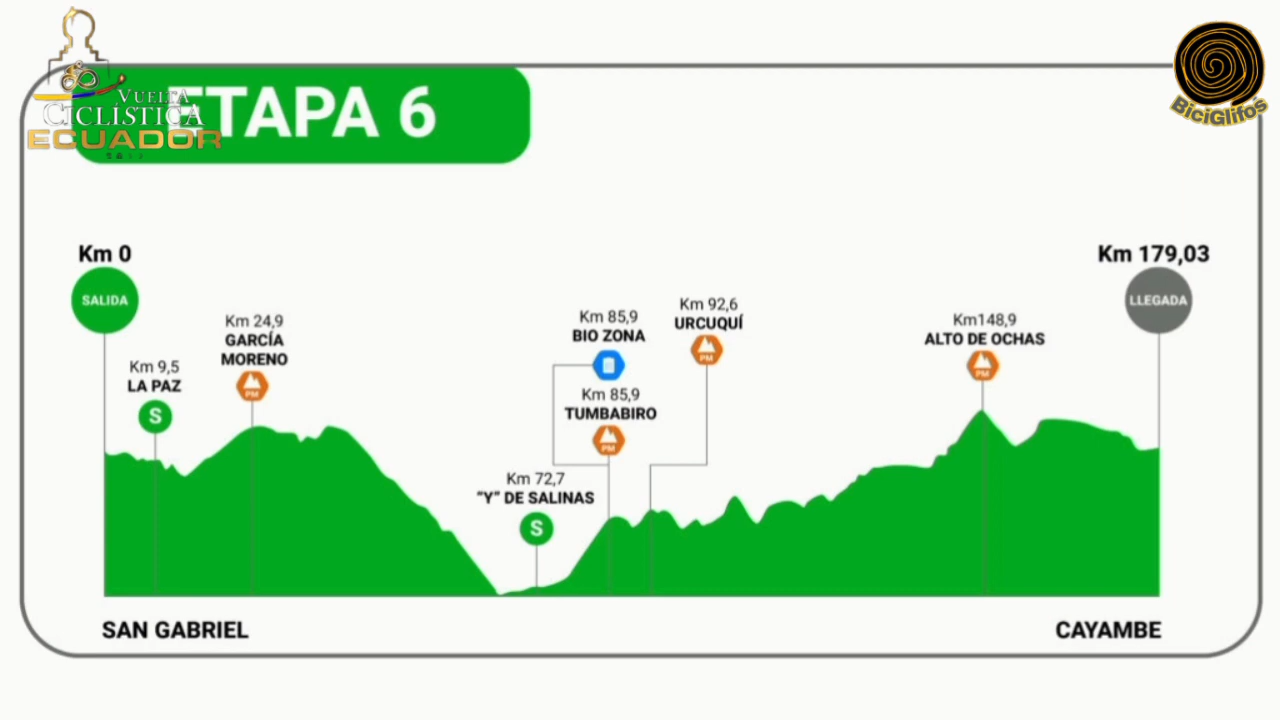 VUELTA
CICLÍSTICA
ECUADOR
ETAPA 6
BiciGlifos
Km 0
SALIDA
Km 9,5
LA PAZ
S
Km 24,9
GARCÍA
MORENO
PM
Km 72,7
“Y” DE SALINAS
S
Km 85,9
BIO ZONA
Km 85,9
TUMBABIRO
PM
Km 92,6
URCUQUÍ
PM
Km148,9
ALTO DE OCHAS
PM
Km 179,03
LLEGADA
SAN GABRIEL
CAYAMBE